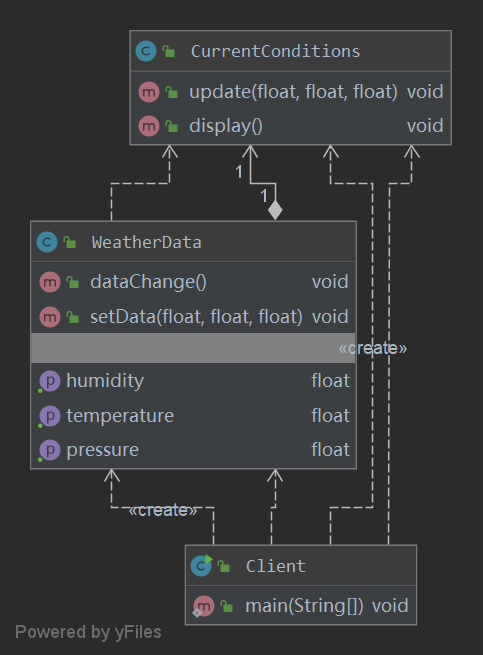 CurrentConditions
update(float, float, float) void
display() void
1
1
WeatherData
dataChange() void
setData(float, float, float) void
«create»
humidity float
temperature float
pressure float
«create»
Client
main(String[]) void
Powered by yFiles